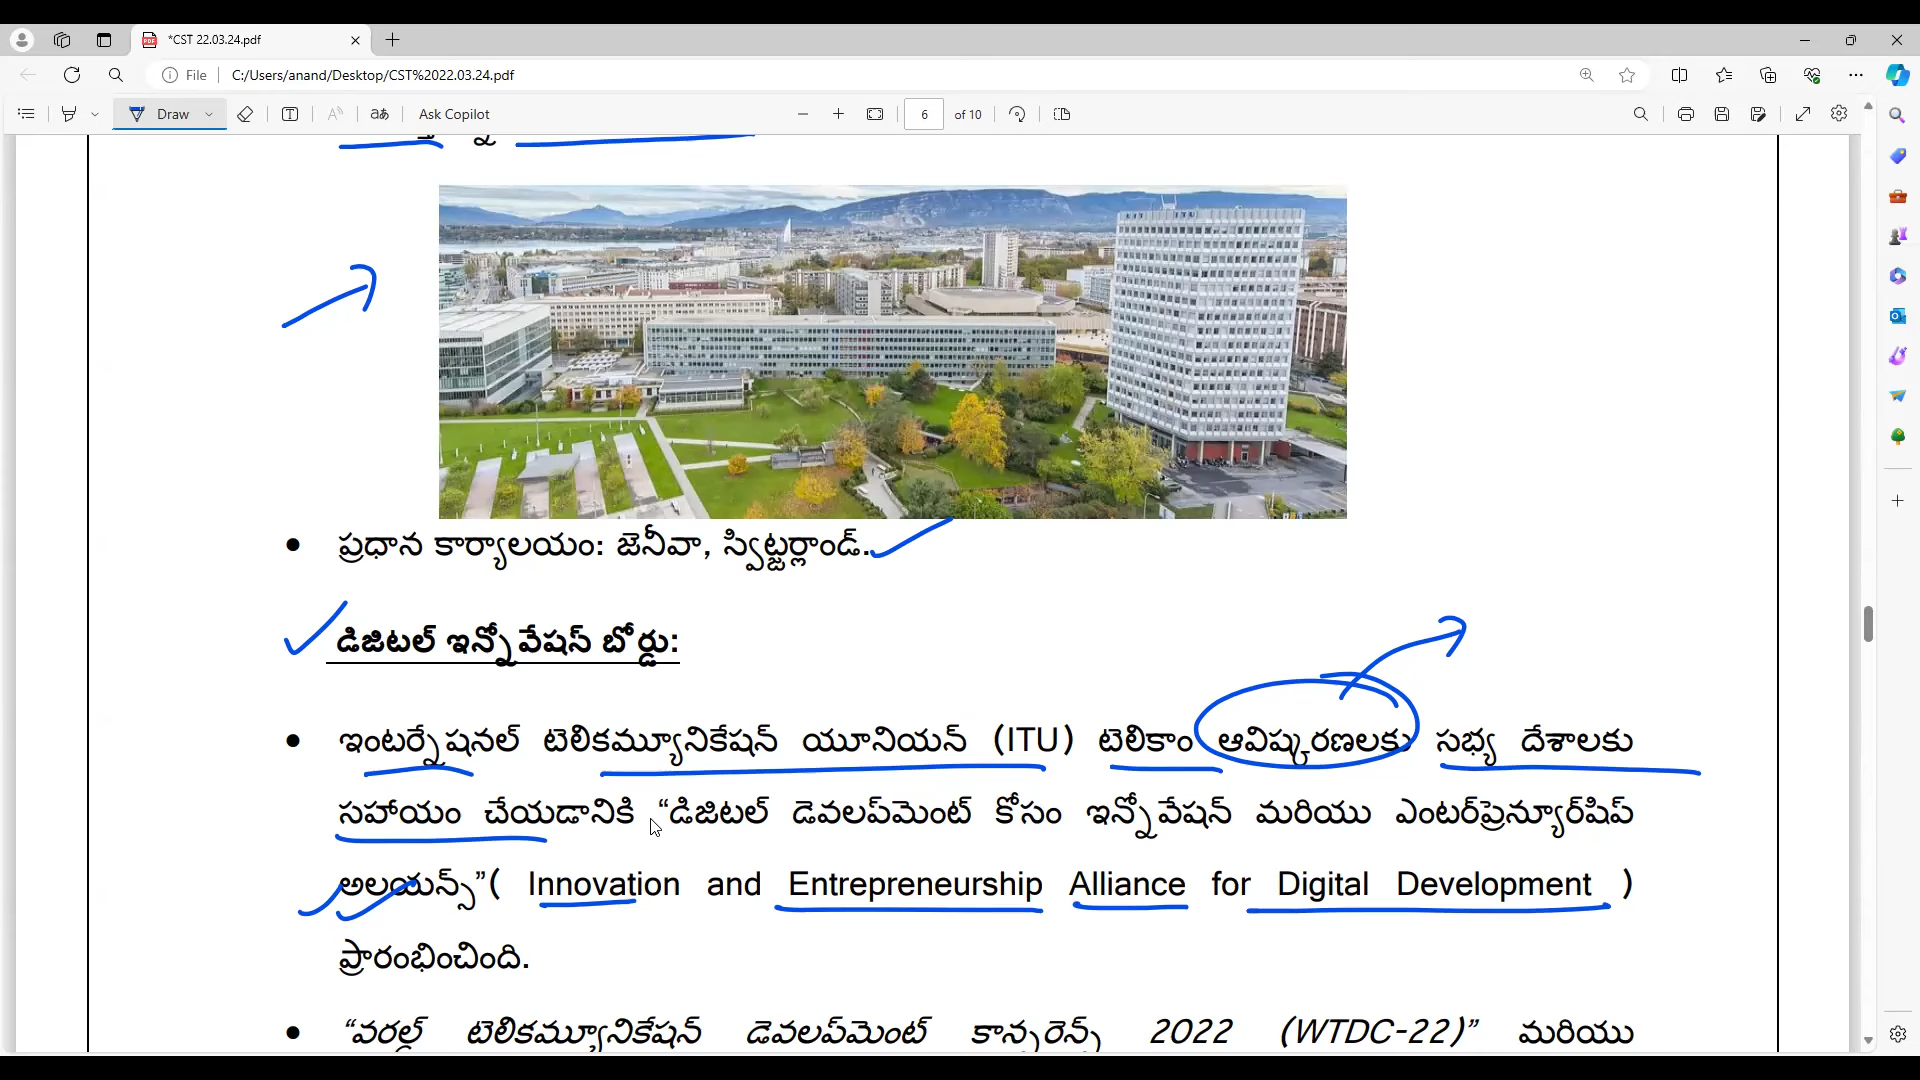 *CST 22.03.24.pdf
File C:/Users/anand/Desktop/CST%2022.03.24.pdf
Draw Ask Copilot 6 of 10
ప్రధాన కార్యాలయం: జెనీవా, స్విట్జర్లాండ్.
డిజిటల్ ఇన్నోవేషన్ బోర్డు:
ఇంటర్నేషనల్ టెలికమ్యూనికేషన్ యూనియన్ (ITU) టెలికాం ఆవిష్కరణలకు సభ్య దేశాలకు
సహాయం చేయడానికి “డిజిటల్ డెవలప్‌మెంట్ కోసం ఇన్నోవేషన్ మరియు ఎంటర్‌ప్రెన్యూర్‌షిప్
అలయన్స్”( Innovation and Entrepreneurship Alliance for Digital Development )
ప్రారంభించింది.
“వరల్డ్ టెలికమ్యూనికేషన్ డెవలప్‌మెంట్ కాన్ఫరెన్స్ 2022 (WTDC-22)” మరియు